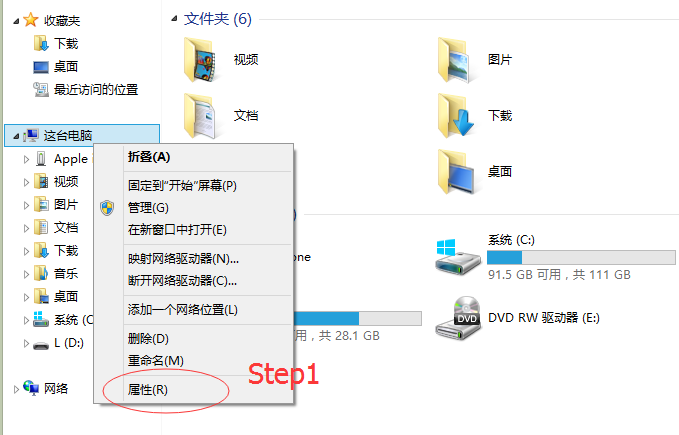 收藏夹
下载
桌面
最近访问的位置
这台电脑
Apple
视频
图片
文档
下载
音乐
桌面
系统 (C:
L (D:)
网络
折叠(A)
固定到"开始"屏幕(P)
管理(G)
在新窗口中打开(E)
映射网络驱动器(N)...
断开网络驱动器(C)...
添加一个网络位置(L)
删除(D)
重命名(M)
属性(R)
Step1
文件夹 (6)
视频
图片
文档
下载
桌面
one
系统 (C:)
91.5 GB 可用，共 111 GB
用，共 28.1 GB
DVD
DVD RW 驱动器 (E:)